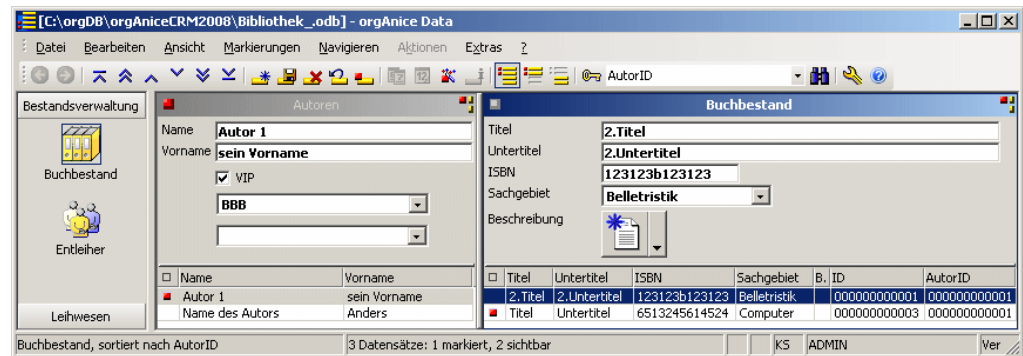 [C:\orgDB\orgAniceCRM2008\Bibliothek_.odb] - orgAnice Data
Datei Bearbeiten Ansicht Markierungen Navigieren Aktionen Extras ?
12 AutorID
Bestandsverwaltung
Buchbestand
Entleiher
Leihwesen
Autoren
Name Autor 1
Vorname sein Vorname
VIP
BBB
Name Vorname
Autor 1 sein Vorname
Name des Autors Anders
Buchbestand
Titel 2.Titel
Untertitel 2.Untertitel
ISBN 123123b123123
Sachgebiet Belletristik
Beschreibung
Titel Untertitel ISBN Sachgebiet B. ID AutorID
2.Titel 2.Untertitel 123123b123123 Belletristik 000000000001 000000000001
Titel Untertitel 6513245614524 Computer 000000000003 000000000001
Buchbestand, sortiert nach AutorID 3 Datensätze: 1 markiert, 2 sichtbar KS ADMIN Ver